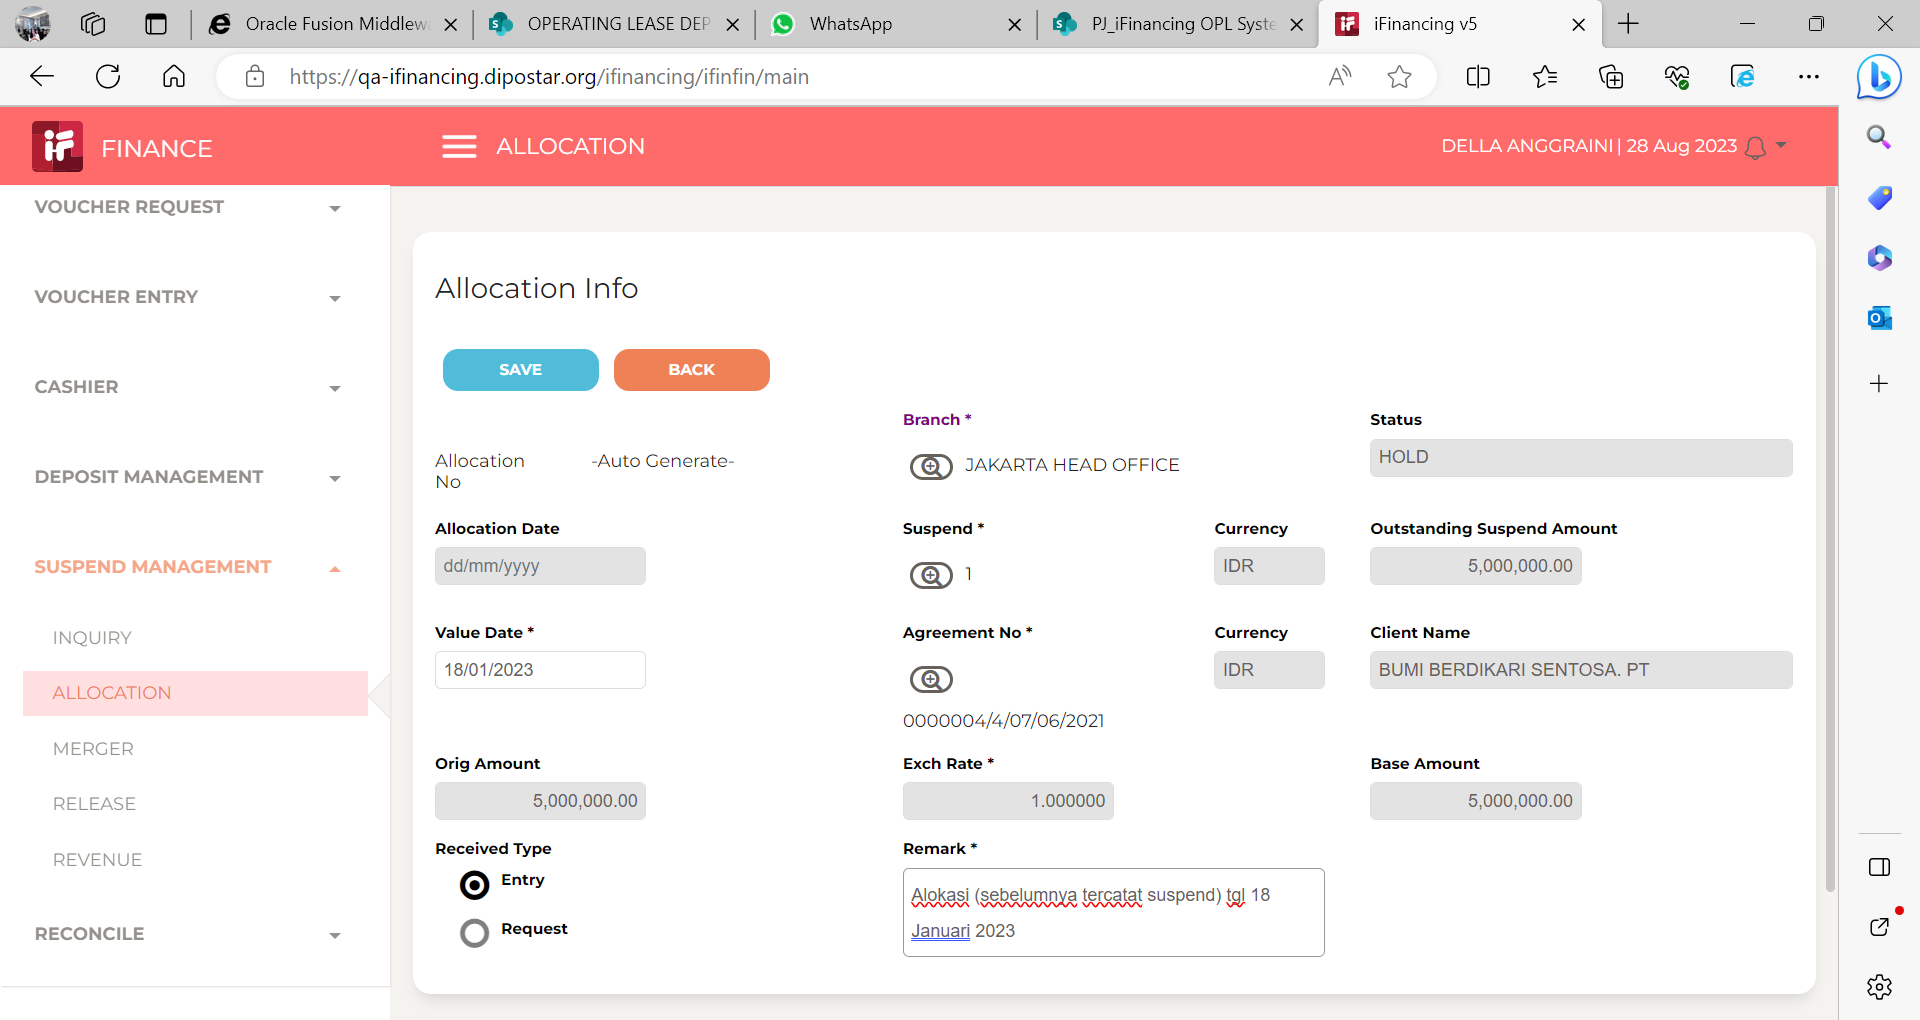 Oracle Fusion Middlew
OPERATING LEASE DEP
WhatsApp
PJ_iFinancing OPL Syste
iFinancing v5
https://qa-ifinancing.dipostar.org/ifinancing/ifinfin/main
iF FINANCE
ALLOCATION
DELLA ANGGRAINI | 28 Aug 2023
VOUCHER REQUEST
VOUCHER ENTRY
CASHIER
DEPOSIT MANAGEMENT
SUSPEND MANAGEMENT
INQUIRY
ALLOCATION
MERGER
RELEASE
REVENUE
RECONCILE
Allocation Info
SAVE BACK
Branch * Status
Allocation No -Auto Generate- JAKARTA HEAD OFFICE HOLD
Allocation Date Suspend * Currency Outstanding Suspend Amount
dd/mm/yyyy 1 IDR 5,000,000.00
Value Date * Agreement No * Currency Client Name
18/01/2023 IDR BUMI BERDIKARI SENTOSA. PT
0000004/4/07/06/2021
Orig Amount Exch Rate * Base Amount
5,000,000.00 1.000000 5,000,000.00
Received Type Remark *
Entry
Request
Alokasi (sebelumnya tercatat suspend) tgl 18
Januari 2023